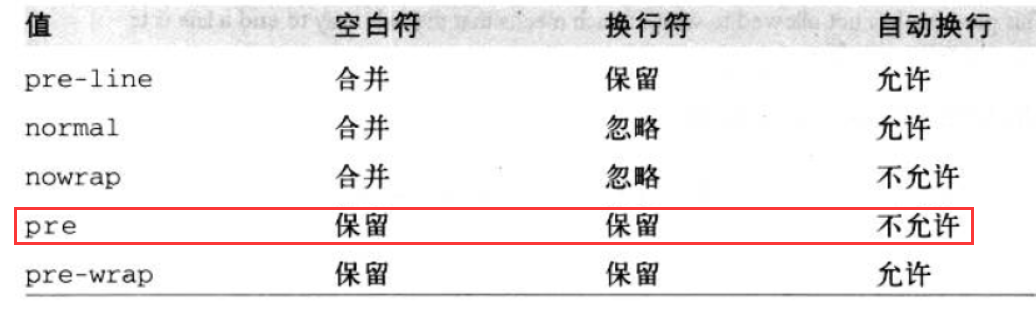 值 空白符 换行符 自动换行
pre-line 合并 保留 允许
normal 合并 忽略 允许
nowrap 合并 忽略 不允许
pre 保留 保留 不允许
pre-wrap 保留 保留 允许